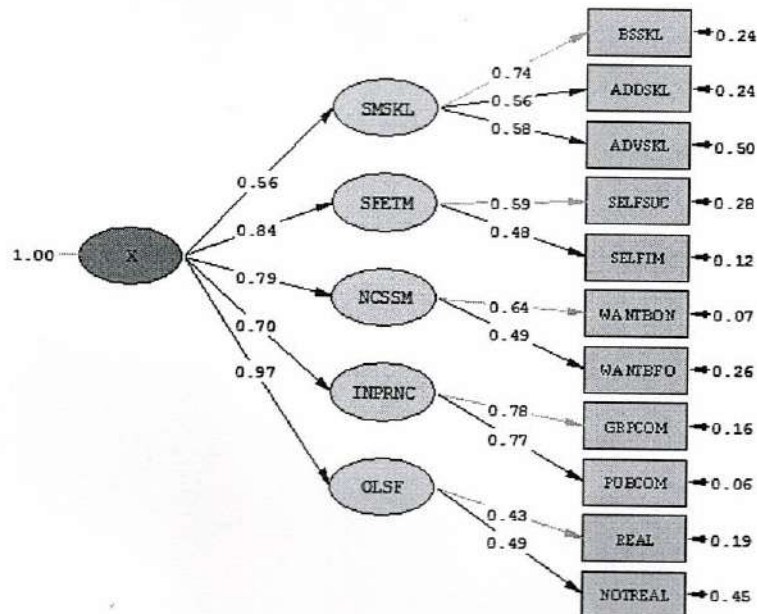 BSSKL
0.24
0.74
ADDSKL
0.24
SMSKL
0.56
0.58
ADVSKL
0.50
0.56
SELFSUC
0.28
SFETM
0.59
0.84
0.48
1.00
X
SELFIM
0.12
0.79
NCSSM
0.64
WANTBON
0.07
0.70
0.49
0.97
WANTBFO
0.26
INPRNC
0.78
GRPCOM
0.16
0.77
PUBCOM
0.06
OLSF
0.43
REAL
0.19
0.49
NOTREAL
0.45